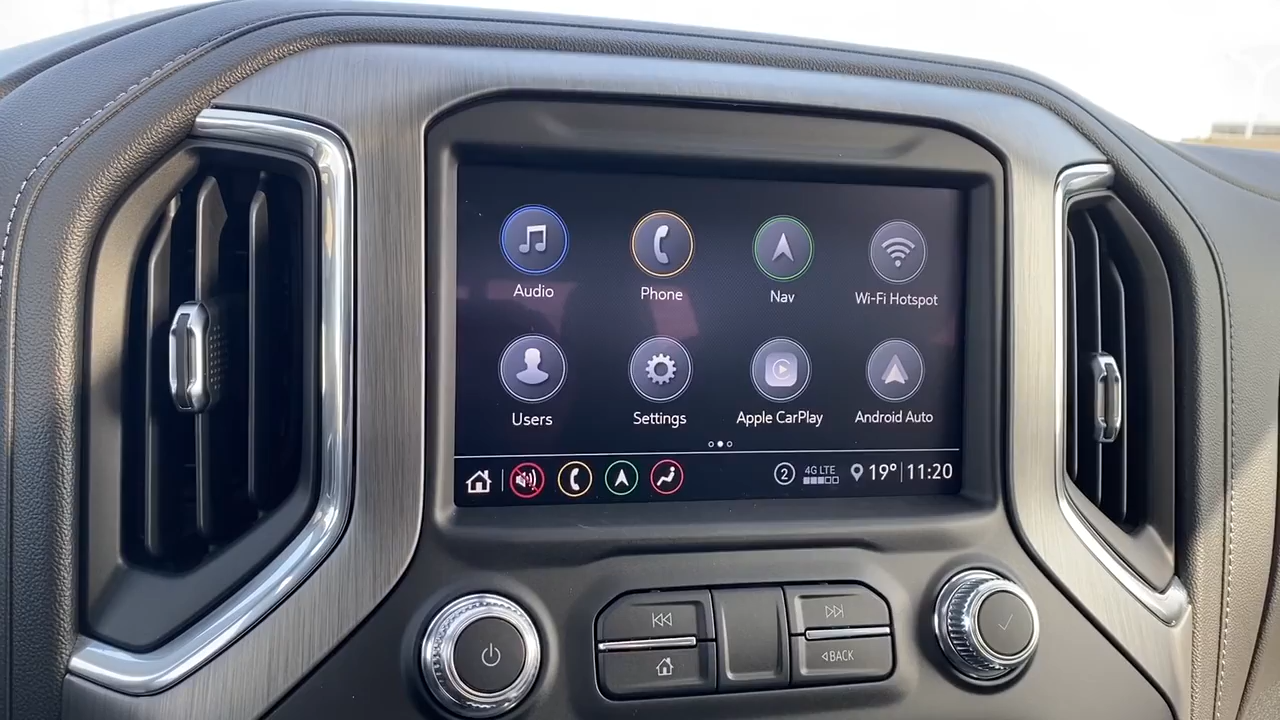 Audio Phone Nav Wi-Fi Hotspot
Users Settings Apple CarPlay Android Auto
2 4G LTE 19° 11:20
BACK